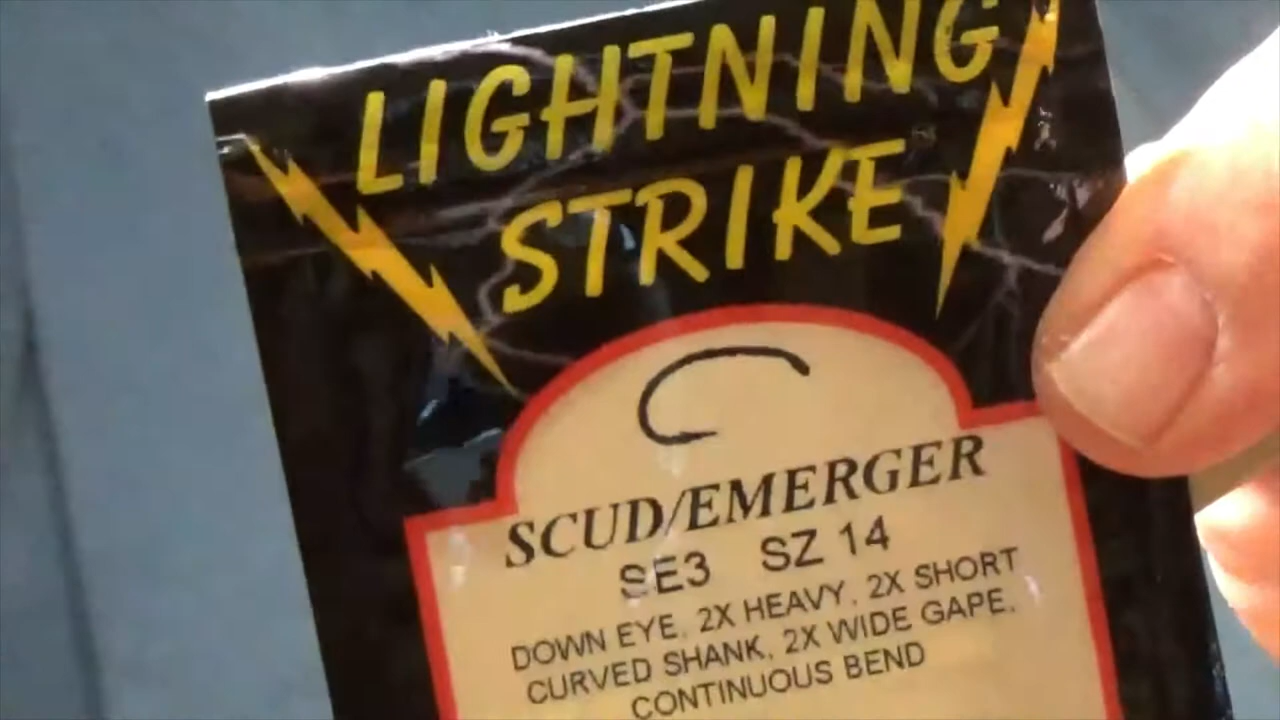 LIGHTNING
STRIKE
SCUD/EMERGER
SE3 SZ 14
DOWN EYE, 2X HEAVY, 2X SHORT
CURVED SHANK, 2X WIDE GAPE,
CONTINUOUS BEND